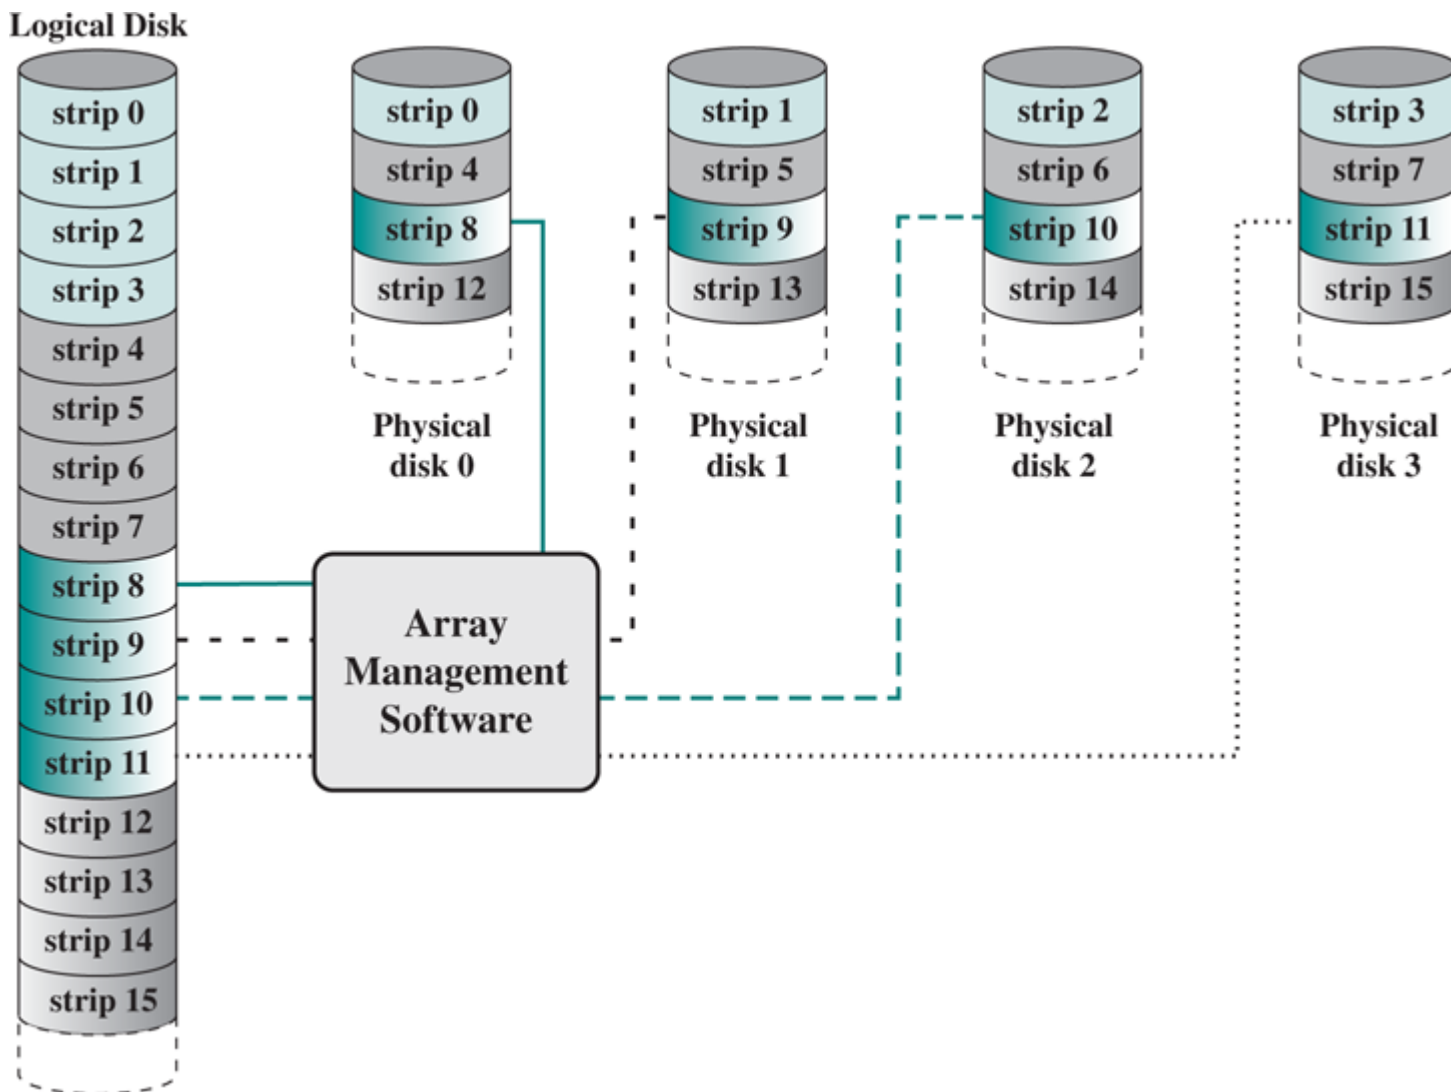 Logical Disk
strip 0
strip 1
strip 2
strip 3
strip 4
strip 5
strip 6
strip 7
strip 8
strip 9
strip 10
strip 11
strip 12
strip 13
strip 14
strip 15
strip 0
strip 4
strip 8
strip 12
Physical
disk 0
strip 1
strip 5
strip 9
strip 13
Physical
disk 1
strip 2
strip 6
strip 10
strip 14
Physical
disk 2
strip 3
strip 7
strip 11
strip 15
Physical
disk 3
Array
Management
Software